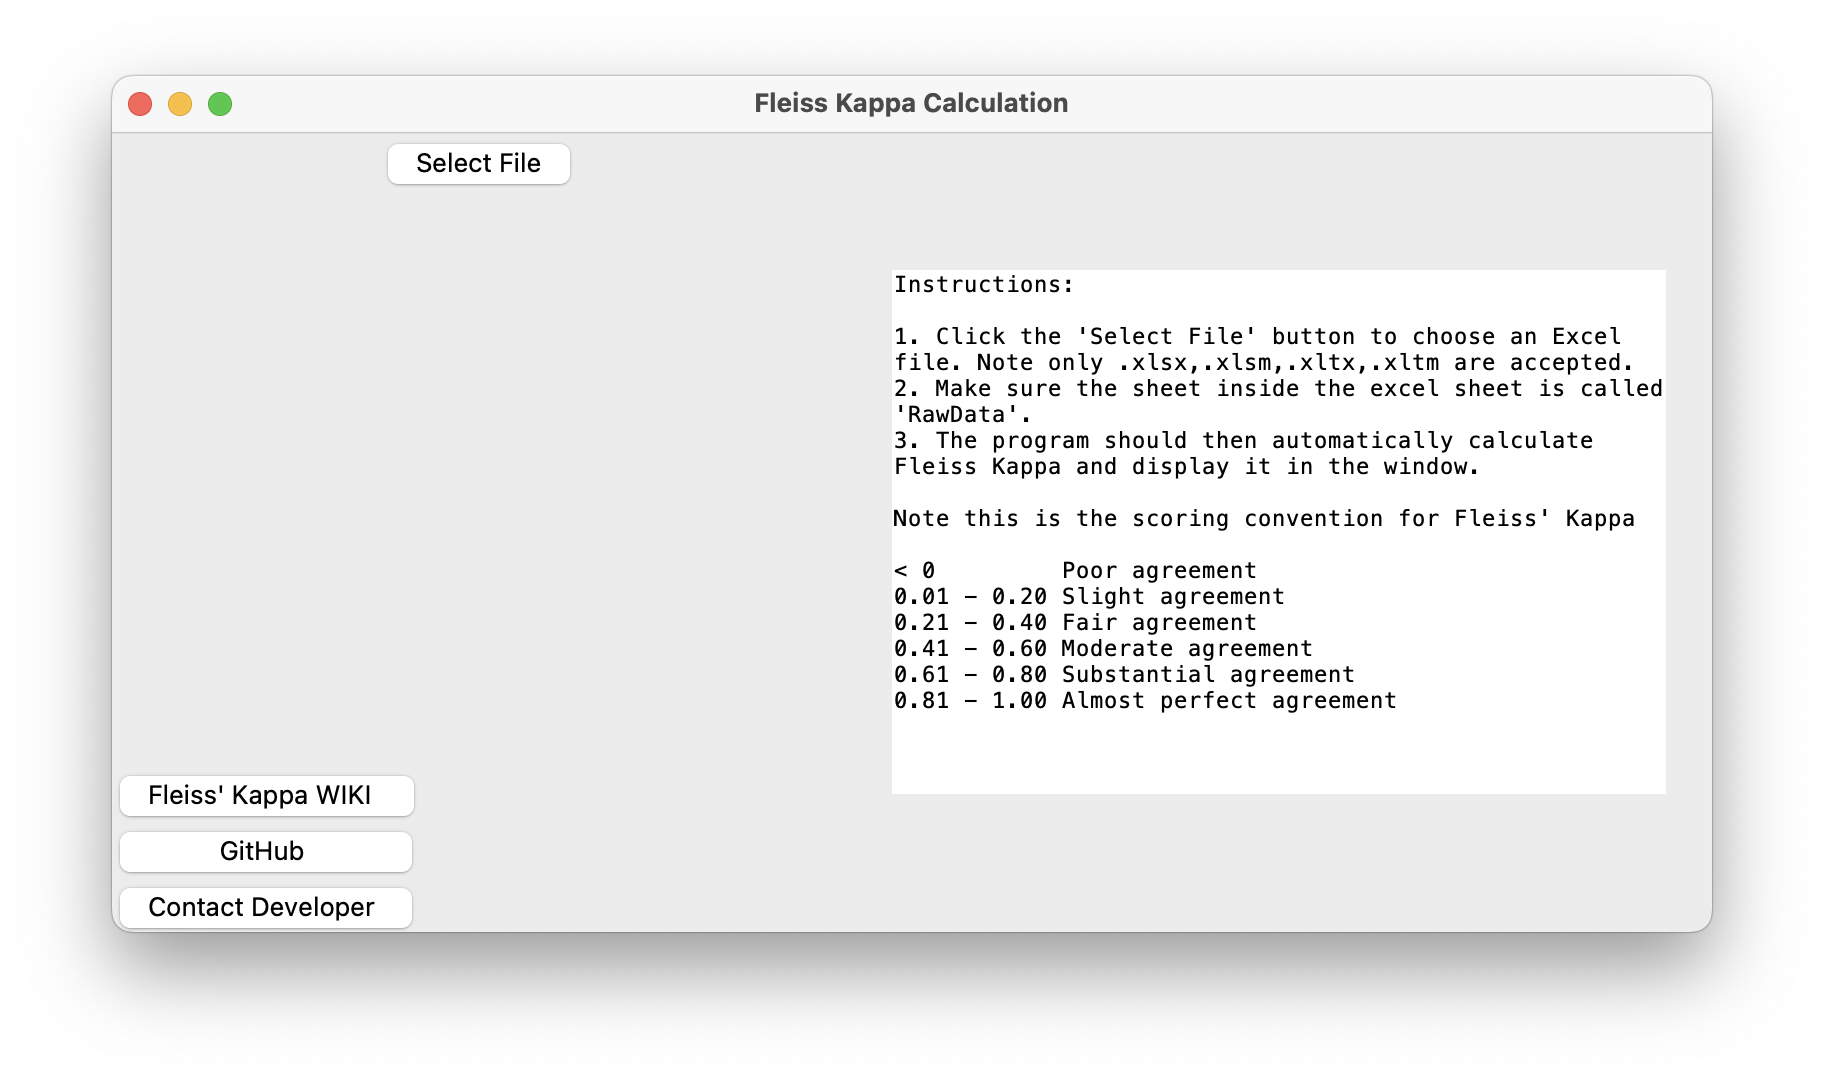 Fleiss Kappa Calculation
Select File
Instructions:
1. Click the 'Select File' button to choose an Excel
file. Note only .xlsx,.xlsm,.xltx,.xltm are accepted.
2. Make sure the sheet inside the excel sheet is called
'RawData'.
3. The program should then automatically calculate
Fleiss Kappa and display it in the window.
Note this is the scoring convention for Fleiss' Kappa
< 0 Poor agreement
0.01 – 0.20 Slight agreement
0.21 – 0.40 Fair agreement
0.41 – 0.60 Moderate agreement
0.61 – 0.80 Substantial agreement
0.81 – 1.00 Almost perfect agreement
Fleiss' Kappa WIKI
GitHub
Contact Developer